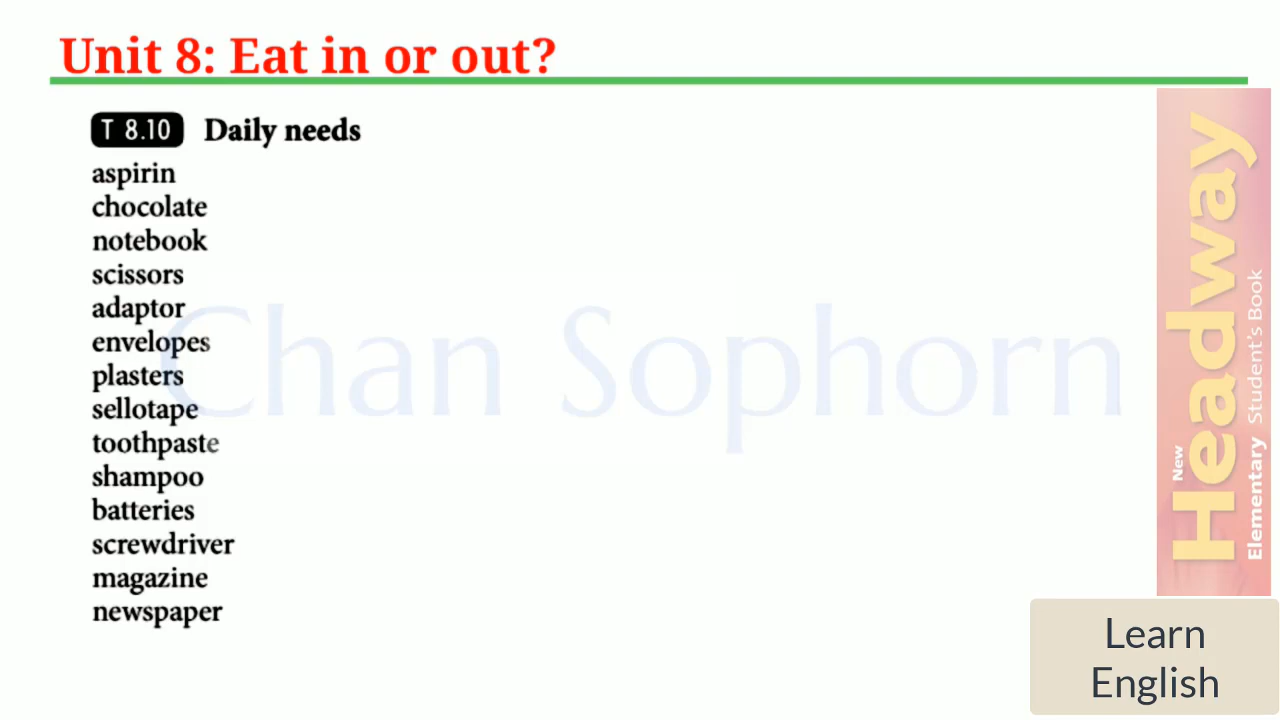 Unit 8: Eat in or out?
T 8.10 Daily needs
aspirin
chocolate
notebook
scissors
adaptor
envelopes
plasters
sellotape
toothpaste
shampoo
batteries
screwdriver
magazine
newspaper
Chan Sophorn
New
Headway
Elementary Student's Book
Learn
English